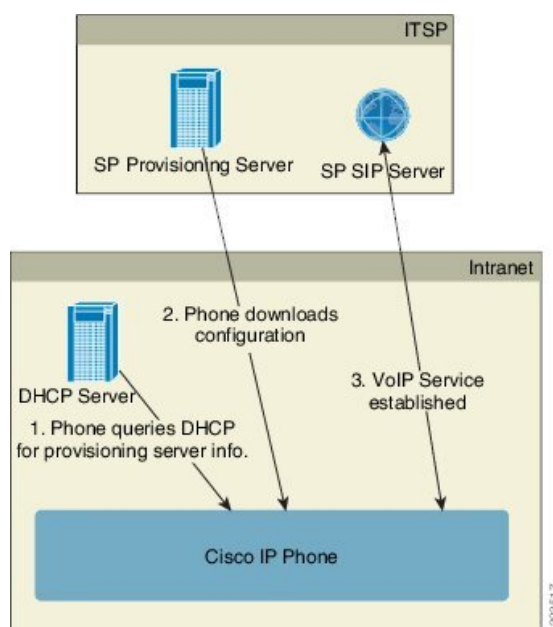 ITSP
SP Provisioning Server
SP SIP Server
Intranet
2. Phone downloads
configuration
DHCP Server
3. VoIP Service
established
1. Phone queries DHCP
for provisioning server info.
Cisco IP Phone